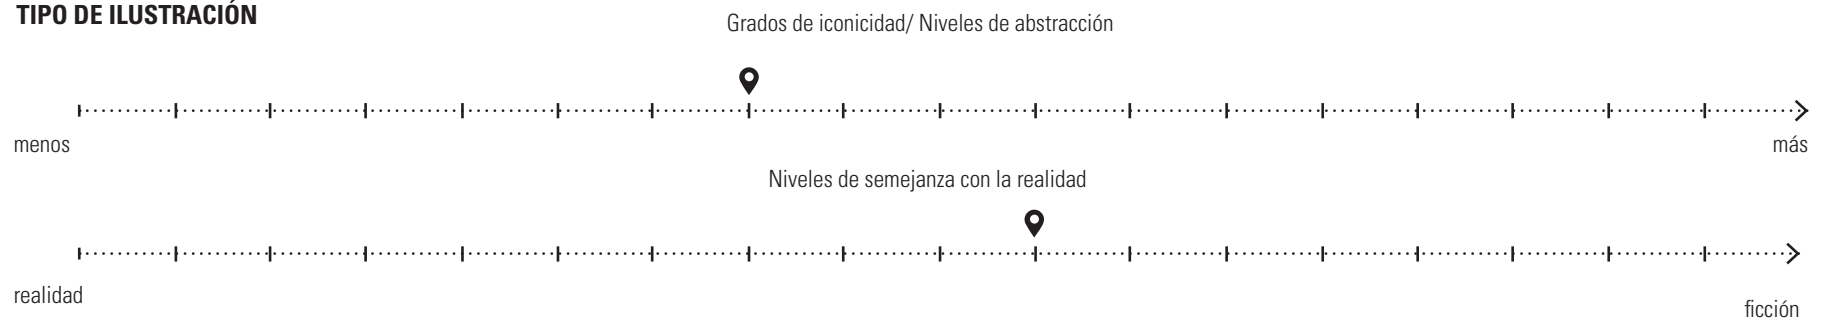 TIPO DE ILUSTRACIÓN
Grados de iconicidad/ Niveles de abstracción
menos
más
Niveles de semejanza con la realidad
realidad
ficción